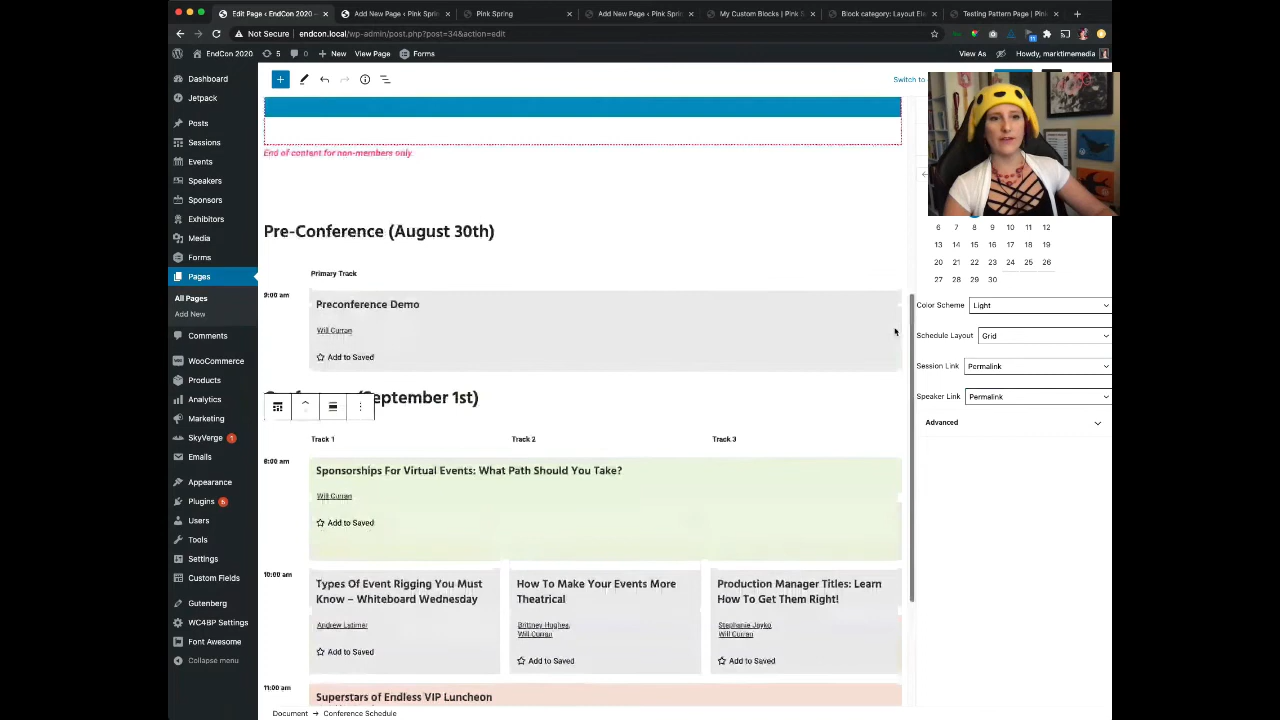 Edit Page ‹ EndCon 2020 –
Add New Page ‹ Pink Spri
Pink Spring
Add New Page ‹ Pink Spri
My Custom Blocks | Pink
Block category: Layout Ele
Testing Pattern Page | Pink
Not Secure
endcon.local/wp-admin/post.php?post=34&action=edit
EndCon 2020
5
0
New
View Page
Forms
View As
Howdy, marktimemedia
Dashboard
Jetpack
Posts
Sessions
Events
Speakers
Sponsors
Exhibitors
Media
Forms
Pages
All Pages
Add New
Comments
WooCommerce
Products
Analytics
Marketing
SkyVerge 1
Emails
Appearance
Plugins 6
Users
Tools
Settings
Custom Fields
Gutenberg
WC4BP Settings
Font Awesome
Collapse menu
Switch to
End of content for non-members only.
Pre-Conference (August 30th)
Primary Track
9:00 am
Preconference Demo
Will Curran
Add to Saved
(September 1st)
Track 1
Track 2
Track 3
8:00 am
Sponsorships For Virtual Events: What Path Should You Take?
Will Curran
Add to Saved
10:00 am
Types Of Event Rigging You Must
Know – Whiteboard Wednesday
Andrew Latimer
Add to Saved
How To Make Your Events More
Theatrical
Brittney Hughes,
Will Curran
Add to Saved
Production Manager Titles: Learn
How To Get Them Right!
Stephanie Jayko
Will Curran
Add to Saved
11:00 am
Superstars of Endless VIP Luncheon
6 7 8 9 10 11 12
13 14 15 16 17 18 19
20 21 22 23 24 25 26
27 28 29 30
Color Scheme
Light
Schedule Layout
Grid
Session Link
Permalink
Speaker Link
Permalink
Advanced
Document → Conference Schedule